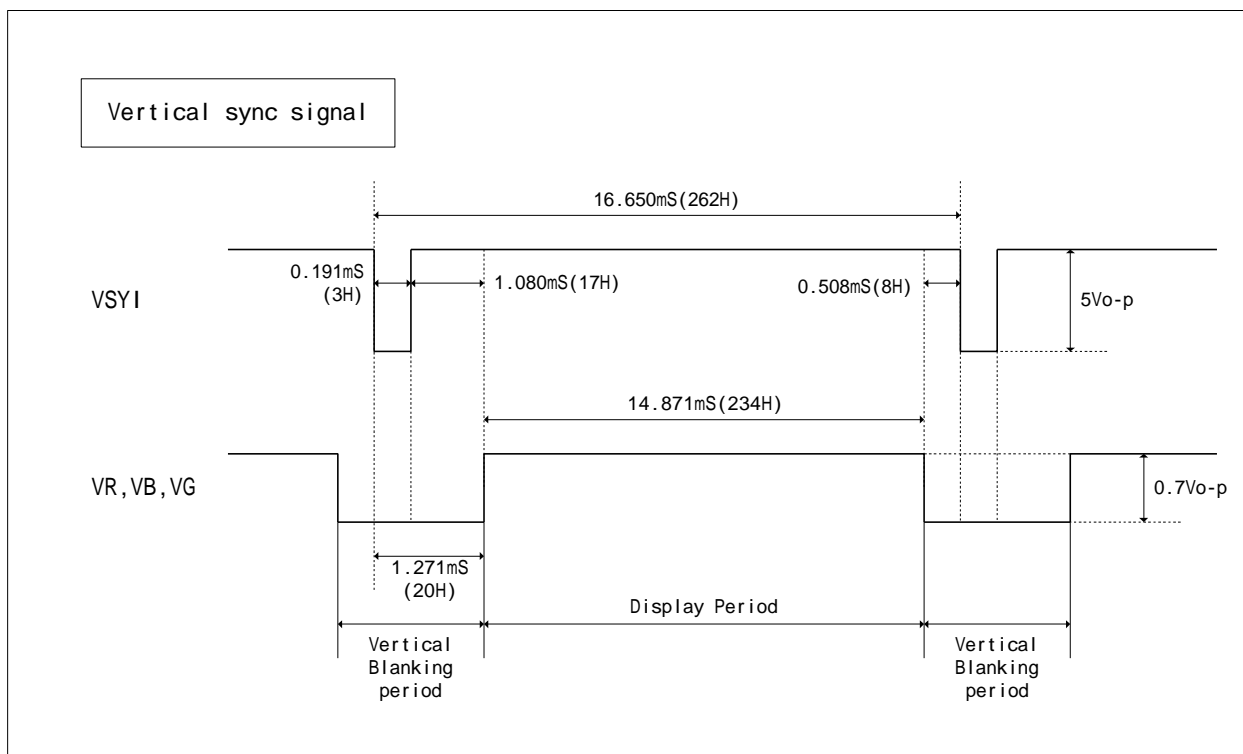 Vertical sync signal
16.650mS(262H)
0.191mS
(3H)
1.080mS(17H)
0.508mS(8H)
VSYI
5Vo-p
14.871mS(234H)
VR,VB,VG
0.7Vo-p
1.271mS
(20H)
Display Period
Vertical
Blanking
period
Vertical
Blanking
period